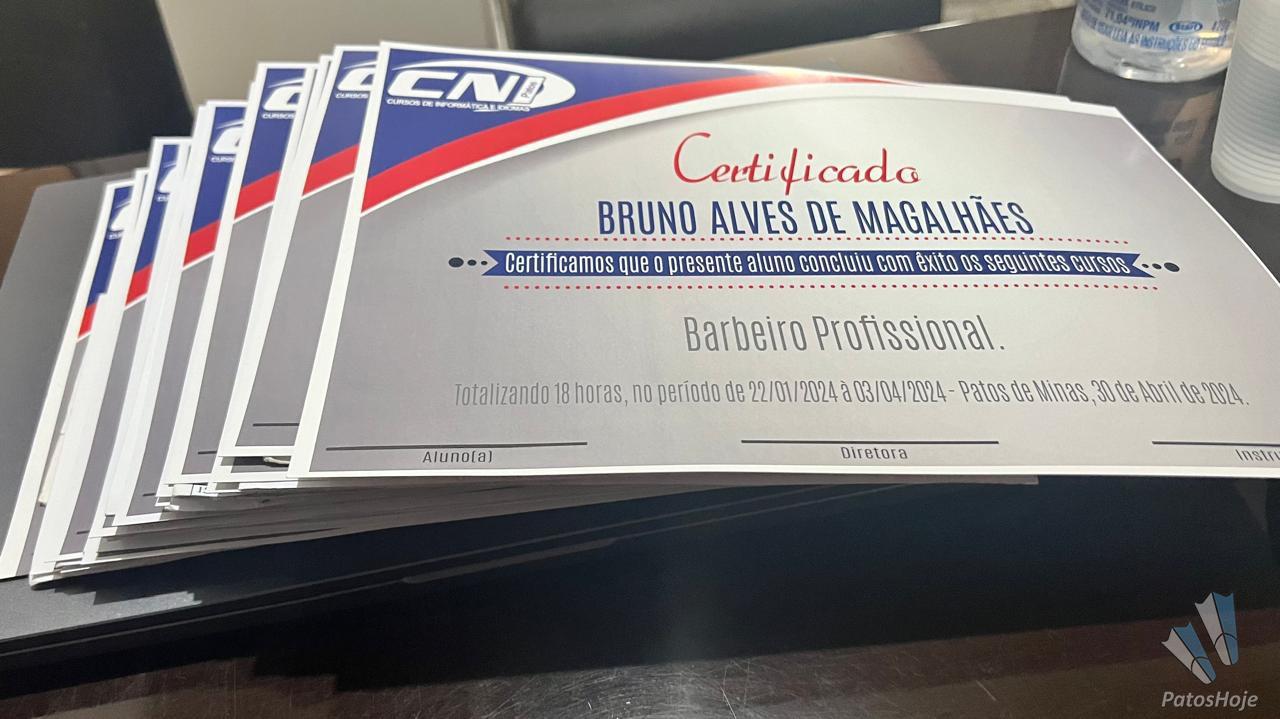 CNI
Patos
CURSOS DE INFORMÁTICA E IDIOMAS
Certificado
BRUNO ALVES DE MAGALHÃES
Certificamos que o presente aluno concluiu com êxito os seguintes cursos
Barbeiro Profissional.
Totalizando 18 horas, no período de 22/01/2024 à 03/04/2024 - Patos de Minas, 30 de Abril de 2024.
Aluno(a)
Diretora
Instru
PatosHoje